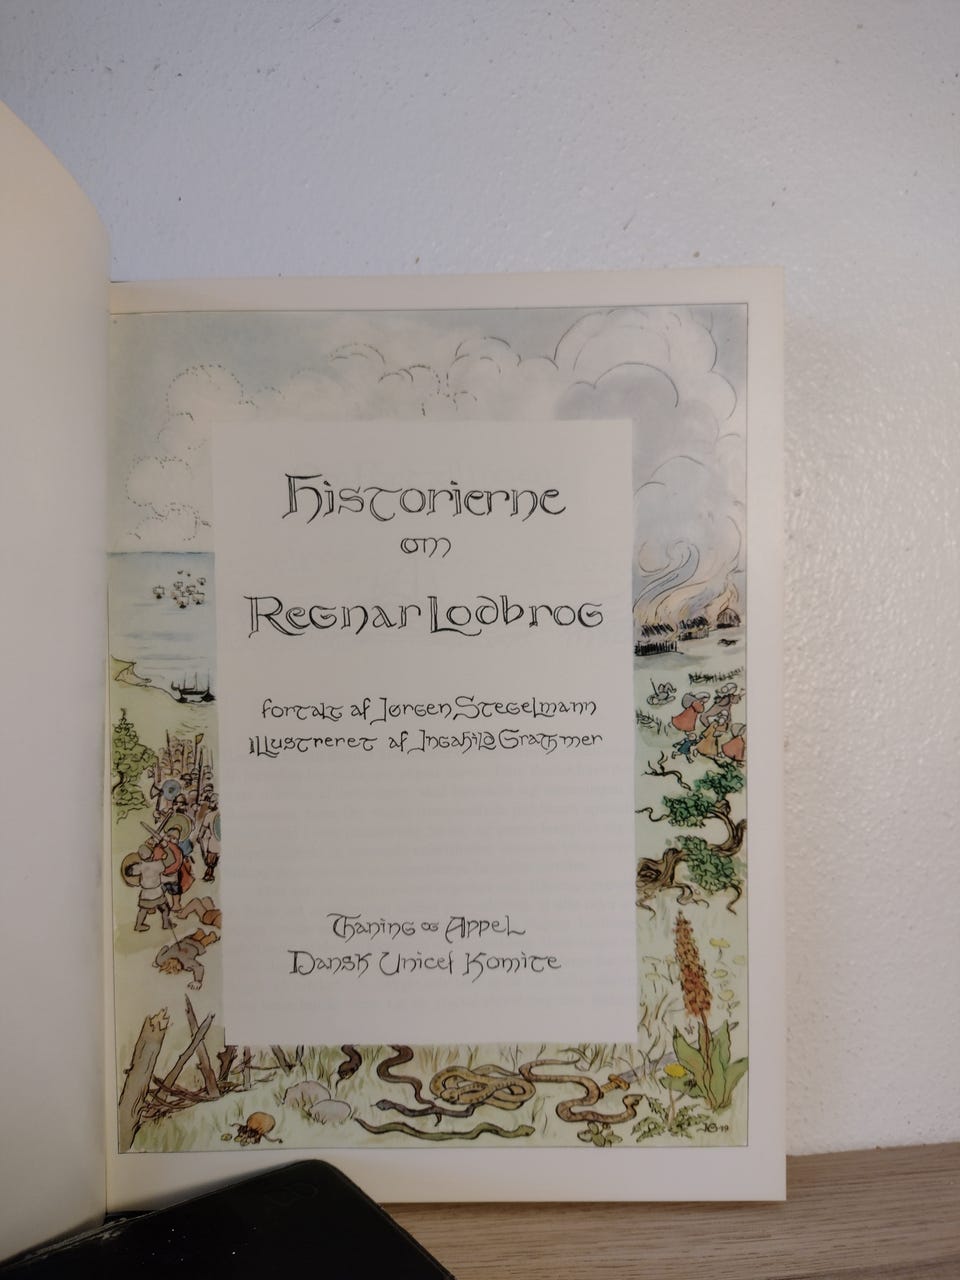 Historierne
om
Regnar Lodbrog
fortalt af Jørgen Stegelmann
illustreret af Ingahild Grathmer
Thaning og Appel
Dansk Unicef Komite